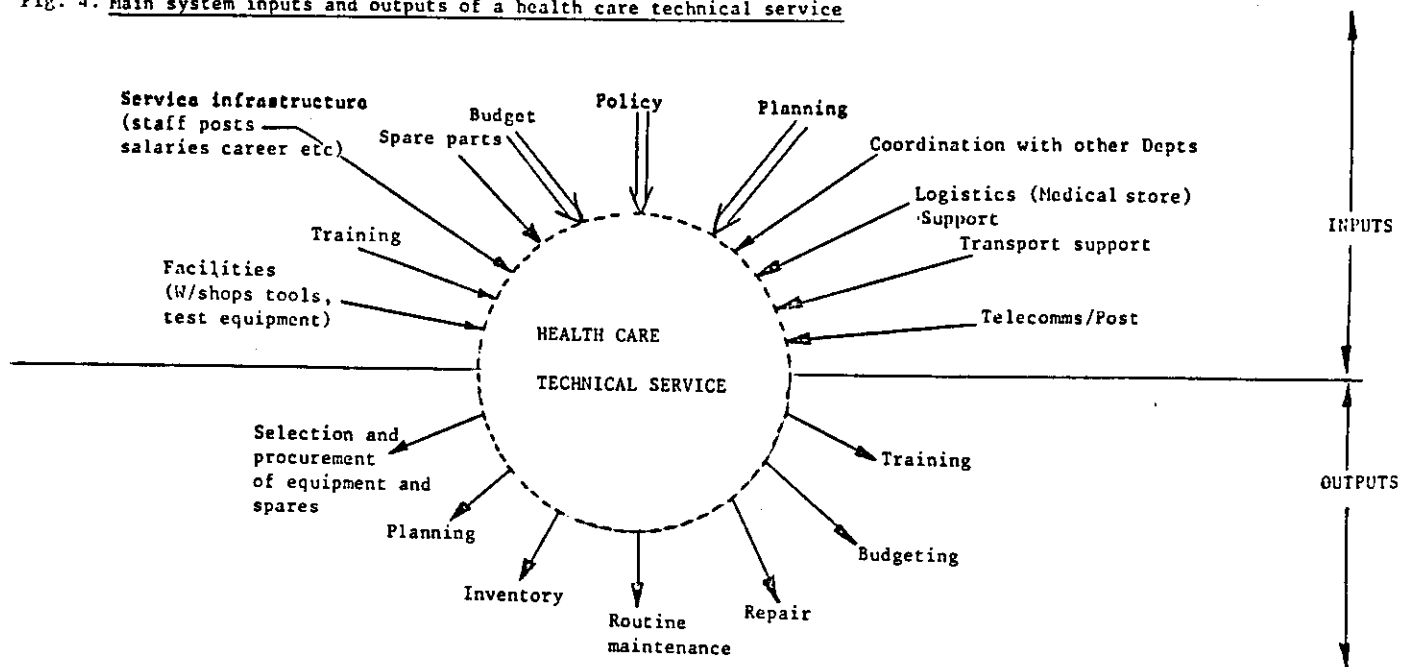 Fig. 4. Main system inputs and outputs of a health care technical service
Service infrastructure
(staff posts
salaries career etc)
Budget
Spare parts
Policy
Planning
Coordination with other Depts
Logistics (Medical store)
Support
Transport support
Telecomms/Post
Training
Facilities
(W/shops tools,
test equipment)
INPUTS
HEALTH CARE
TECHNICAL SERVICE
Selection and
procurement
of equipment and
spares
Planning
Inventory
Routine
maintenance
Repair
Budgeting
Training
OUTPUTS